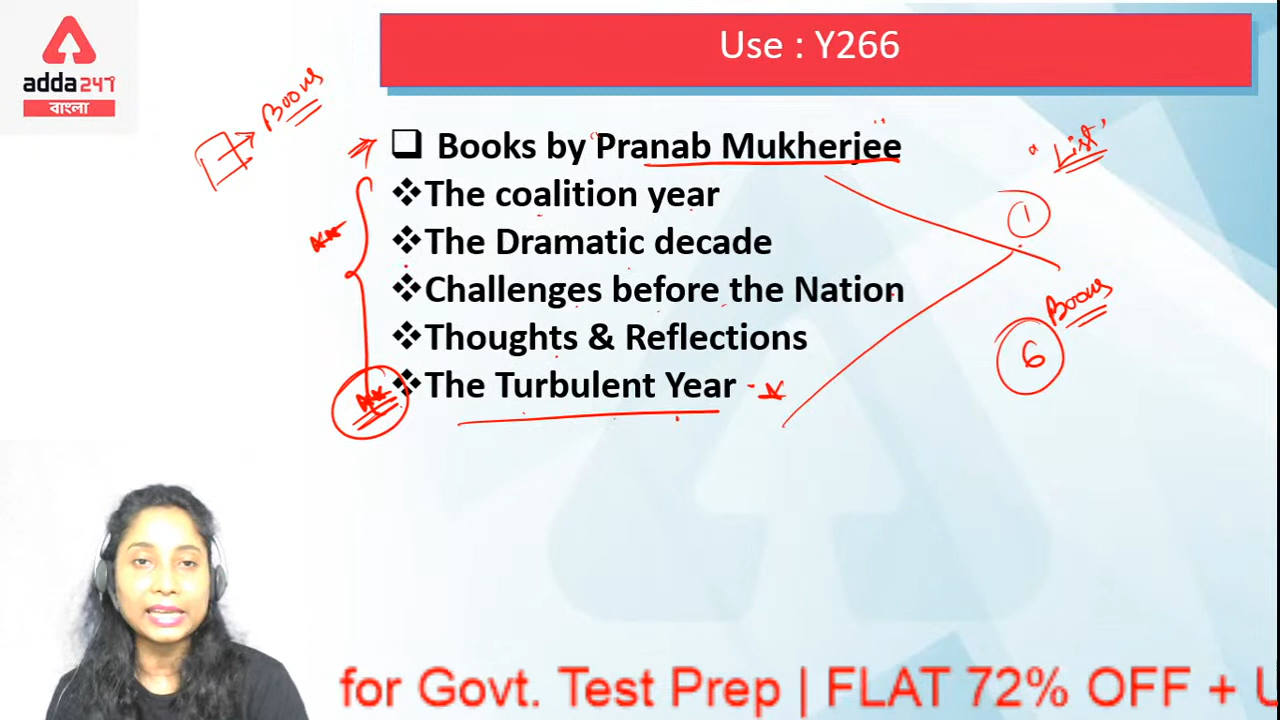 adda247
বাংলা
Use : Y266
Books
Books by Pranab Mukherjee
"List"
The coalition year
1
The Dramatic decade
Challenges before the Nation
Books
Thoughts & Reflections
6
The Turbulent Year
for Govt. Test Prep | FLAT 72% OFF + U